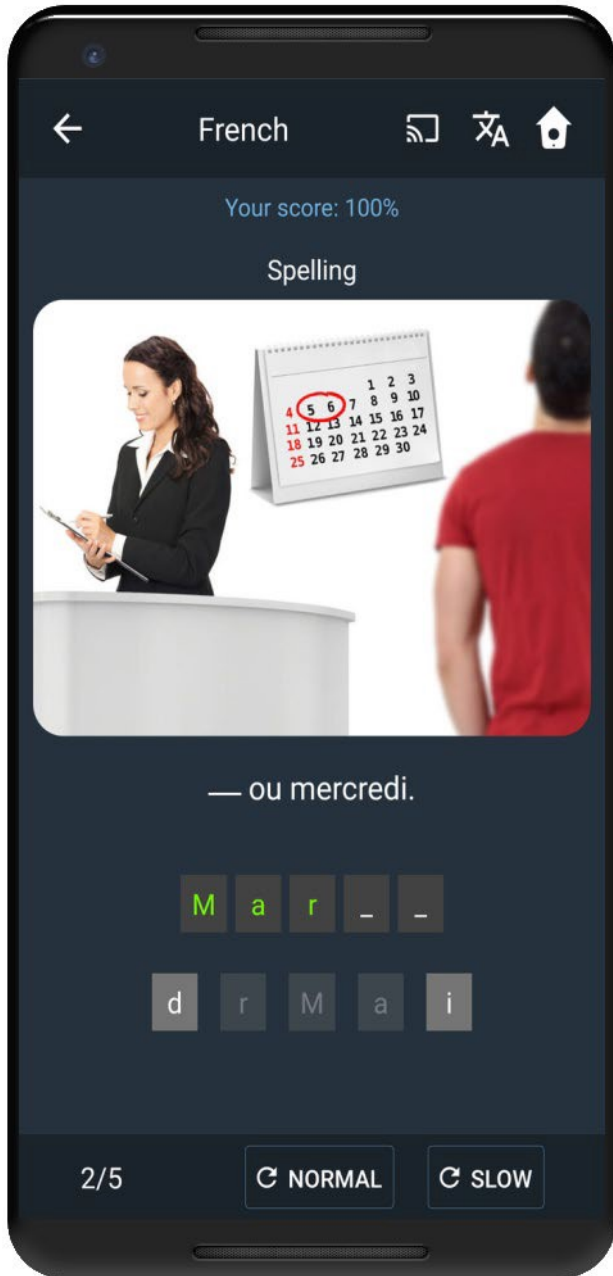 French
Your score: 100%
Spelling
1 2 3
4 5 6 7 8 9 10
11 12 13 14 15 16 17
18 19 20 21 22 23 24
25 26 27 28 29 30
__ ou mercredi.
M a r _ _
d r M a i
2/5
NORMAL
SLOW